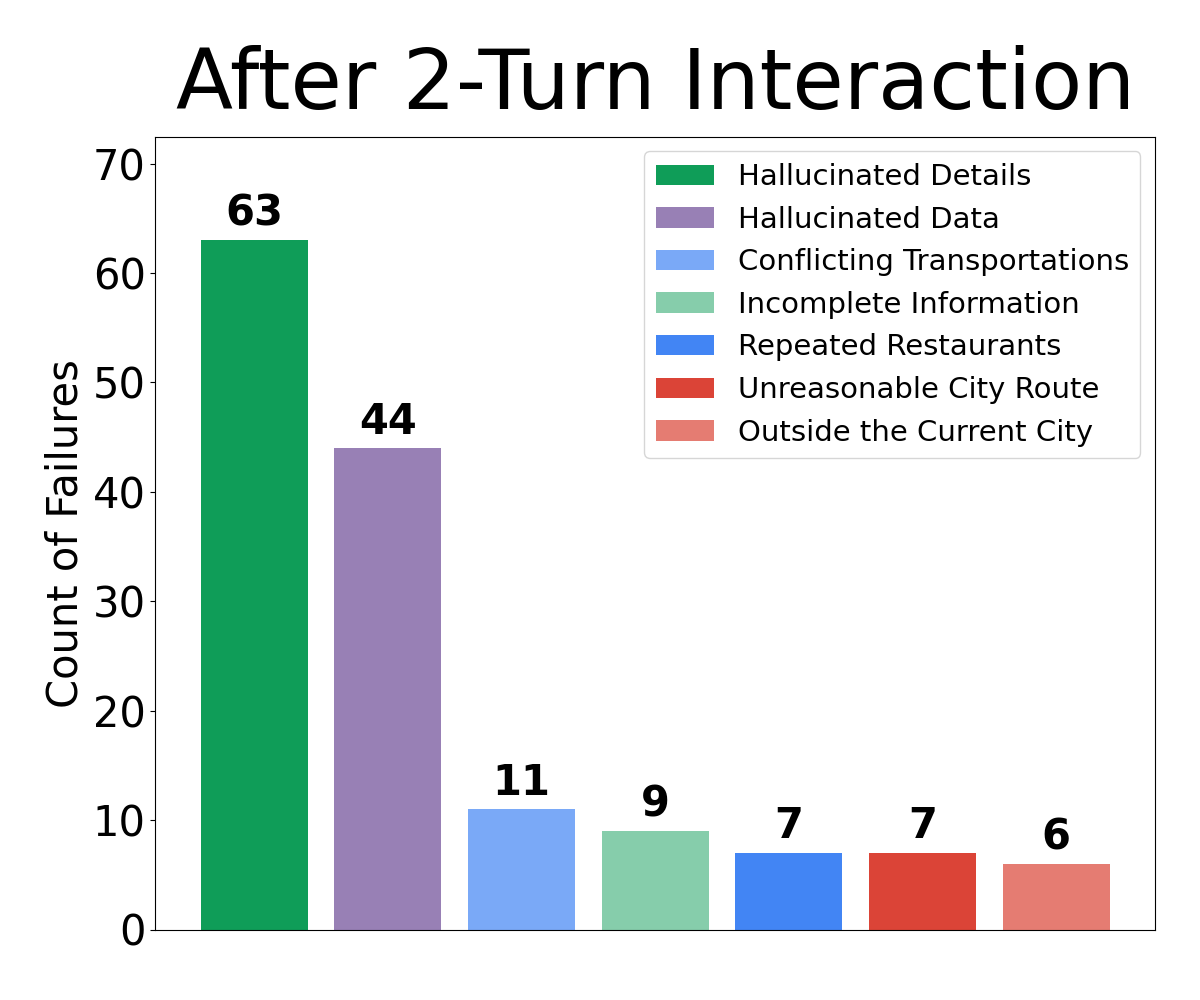 After 2-Turn Interaction
Count of Failures
70
60
50
40
30
20
10
0
63
44
11
9
7
7
6
Hallucinated Details
Hallucinated Data
Conflicting Transportations
Incomplete Information
Repeated Restaurants
Unreasonable City Route
Outside the Current City